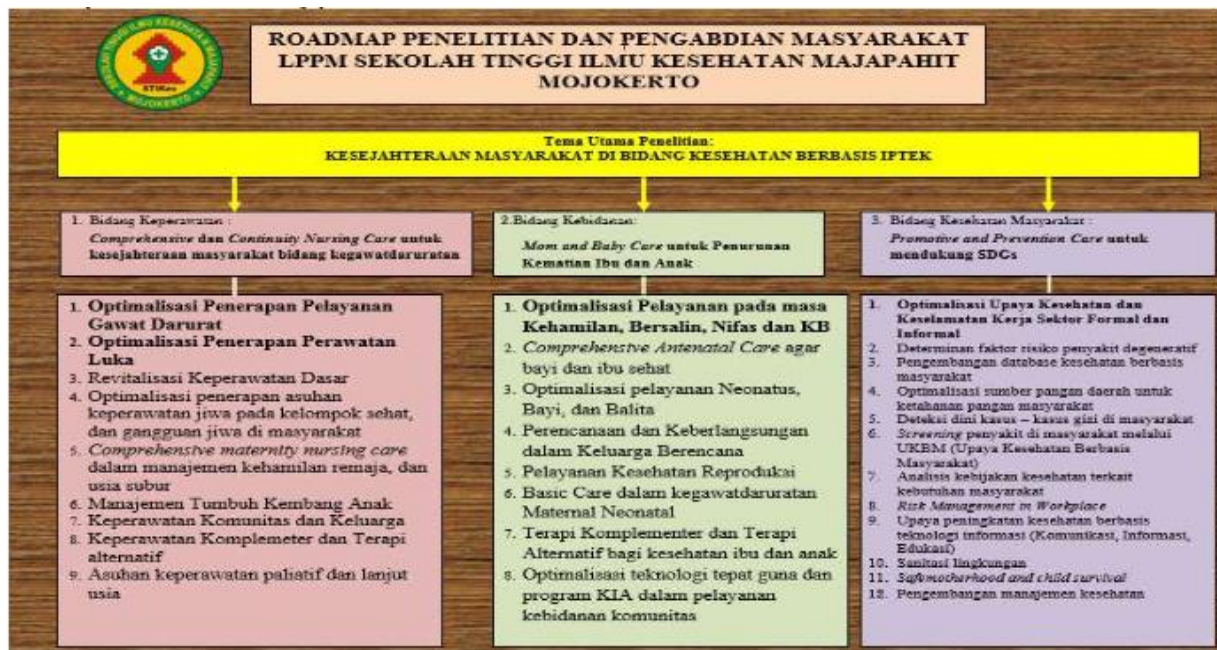 ROADMAP PENELITIAN DAN PENGABDIAN MASYARAKAT
LPPM SEKOLAH TINGGI ILMU KESEHATAN MAJAPAHIT
MOJOKERTO
STIKes
MOJOKERTO
Tema Utama Penelitian:
KESEJAHTERAAN MASYARAKAT DI BIDANG KESEHATAN BERBASIS IPTEK
1. Bidang Keperawatan :
Comprehensive dan Continuity Nursing Care untuk
kesejahteraan masyarakat bidang kegawatdaruratan
1. Optimalisasi Penerapan Pelayanan
Gawat Darurat
2. Optimalisasi Penerapan Perawatan
Luka
3. Revitalisasi Keperawatan Dasar
4. Optimalisasi penerapan asuhan
keperawatan jiwa pada kelompok sehat,
dan gangguan jiwa di masyarakat
5. Comprehensive maternity nursing care
dalam manajemen kehamilan remaja, dan
usia subur
6. Manajemen Tumbuh Kembang Anak
7. Keperawatan Komunitas dan Keluarga
8. Keperawatan Komplemeter dan Terapi
alternatif
9. Asuhan keperawatan paliatif dan lanjut
usia
2.Bidang Kebidanan:
Mom and Baby Care untuk Penurunan
Kematian Ibu dan Anak
1. Optimalisasi Pelayanan pada masa
Kehamilan, Bersalin, Nifas dan KB
2. Comprehensive Antenatal Care agar
bayi dan ibu sehat
3. Optimalisasi pelayanan Neonatus,
Bayi, dan Balita
4. Perencanaan dan Keberlangsungan
dalam Keluarga Berencana
5. Pelayanan Kesehatan Reproduksi
6. Basic Care dalam kegawatdaruratan
Maternal Neonatal
7. Terapi Komplementer dan Terapi
Alternatif bagi kesehatan ibu dan anak
8. Optimalisasi teknologi tepat guna dan
program KIA dalam pelayanan
kebidanan komunitas
3. Bidang Kesehatan Masyarakat :
Promotive and Prevention Care untuk
mendukung SDGs
1. Optimalisasi Upaya Kesehatan dan
Keselamatan Kerja Sektor Formal dan
Informal
2. Determinan faktor risiko penyakit degeneratif
3. Pengembangan database kesehatan berbasis
masyarakat
4. Optimalisasi sumber pangan daerah untuk
ketahanan pangan masyarakat
5. Deteksi dini kasus – kasus gizi di masyarakat
6. Screening penyakit di masyarakat melalui
UKBM (Upaya Kesehatan Berbasis
Masyarakat)
7. Analisis kebijakan kesehatan terkait
kebutuhan masyarakat
8. Risk Management in Workplace
9. Upaya peningkatan kesehatan berbasis
teknologi informasi (Komunikasi, Informasi,
Edukasi)
10. Sanitasi lingkungan
11. Safemotherhood and child survival
12. Pengembangan manajemen kesehatan